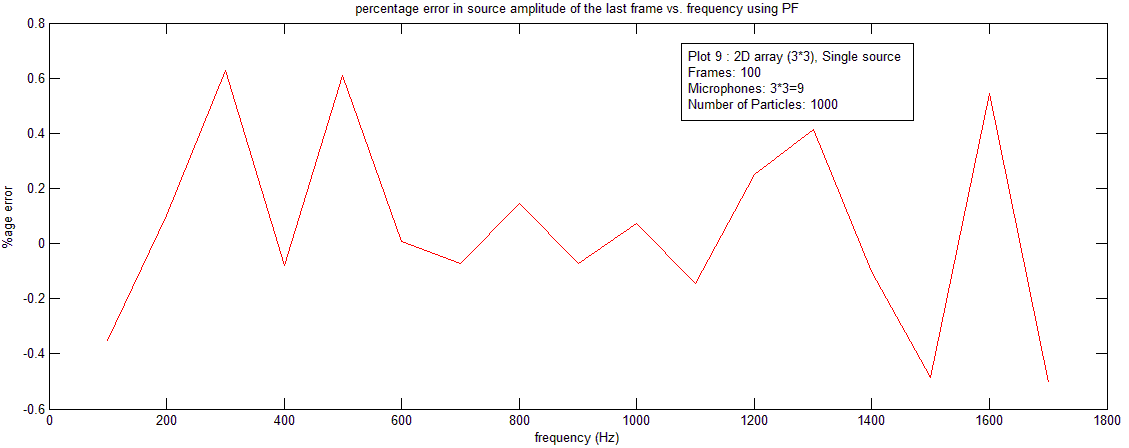 percentage error in source amplitude of the last frame vs. frequency using PF
Plot 9 : 2D array (3*3), Single source
Frames: 100
Microphones: 3*3=9
Number of Particles: 1000
%age error
0.8
0.6
0.4
0.2
0
-0.2
-0.4
-0.6
0 200 400 600 800 1000 1200 1400 1600 1800
frequency (Hz)